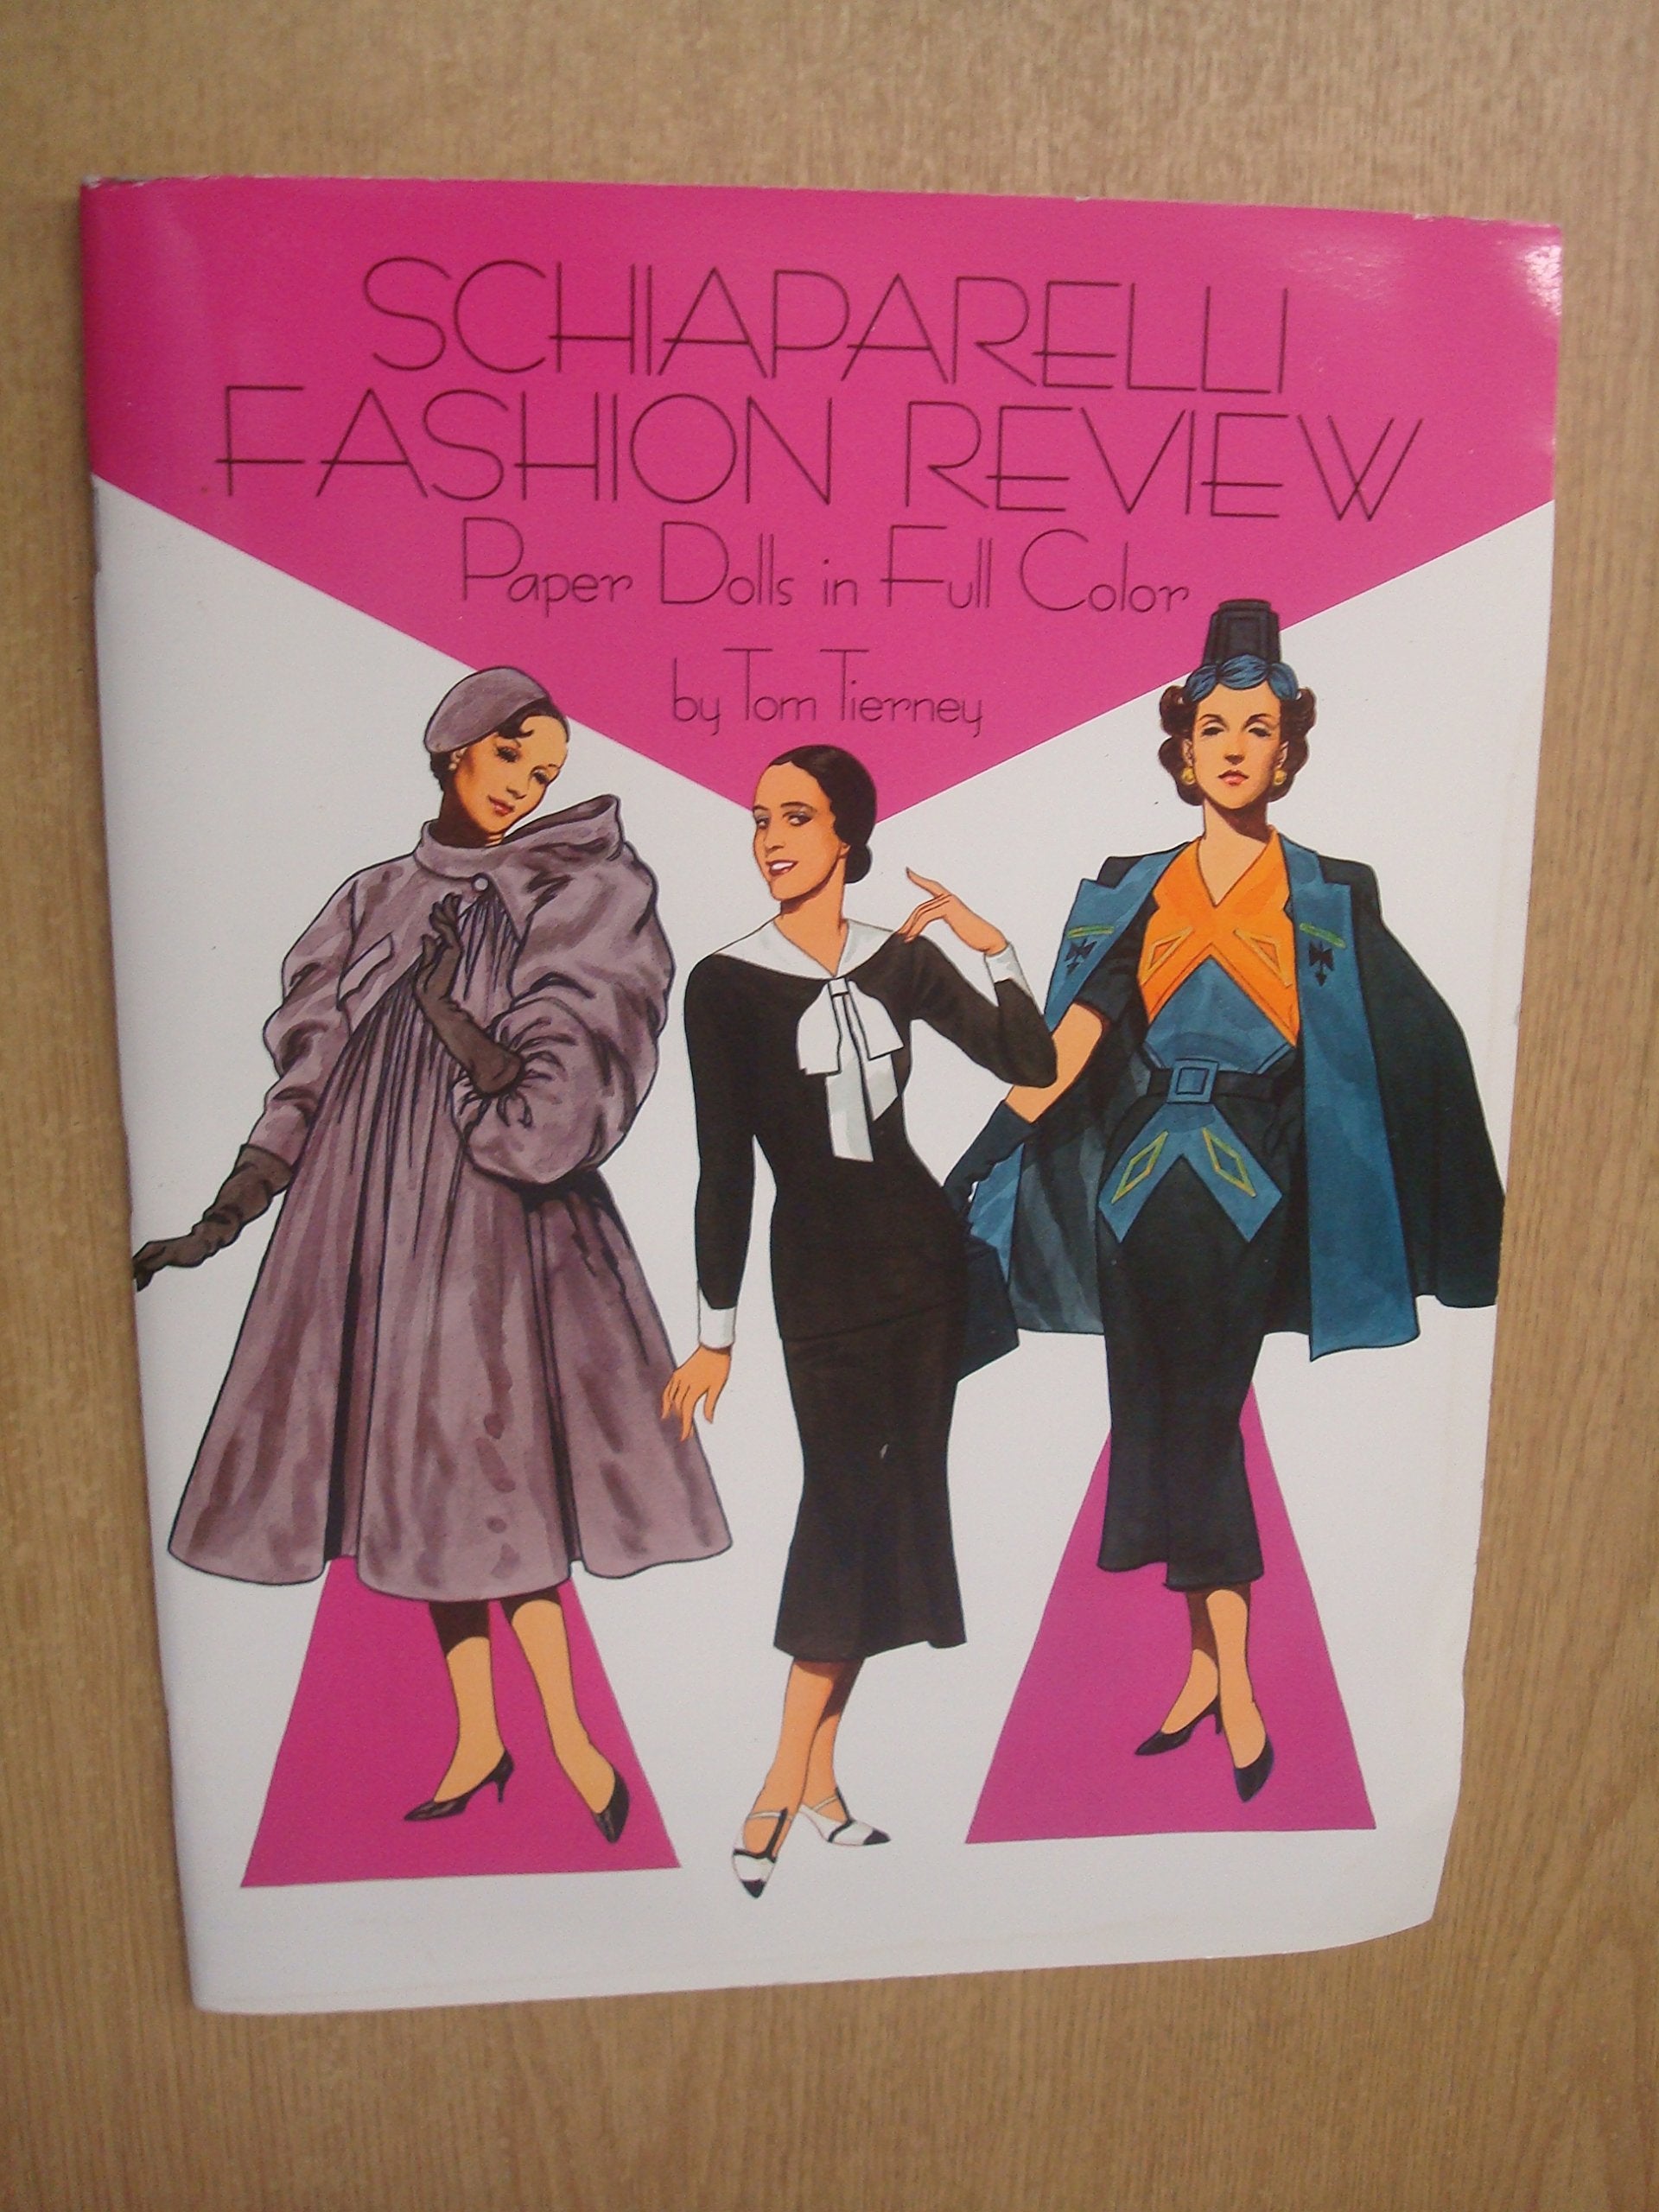 SCHIAPARELLI
FASHION REVIEW
Paper Dolls in Full Color
by Tom Tierney